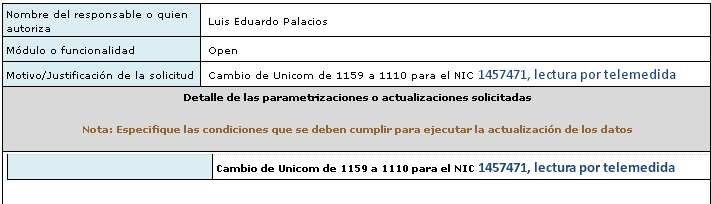 Nombre del responsable o quien
autoriza
Luis Eduardo Palacios
Módulo o funcionalidad
Open
Motivo/Justificación de la solicitud
Cambio de Unicom de 1159 a 1110 para el NIC 1457471, lectura por telemedida
Detalle de las parametrizaciones o actualizaciones solicitadas
Nota: Especifique las condiciones que se deben cumplir para ejecutar la actualización de los datos
Cambio de Unicom de 1159 a 1110 para el NIC 1457471, lectura por telemedida